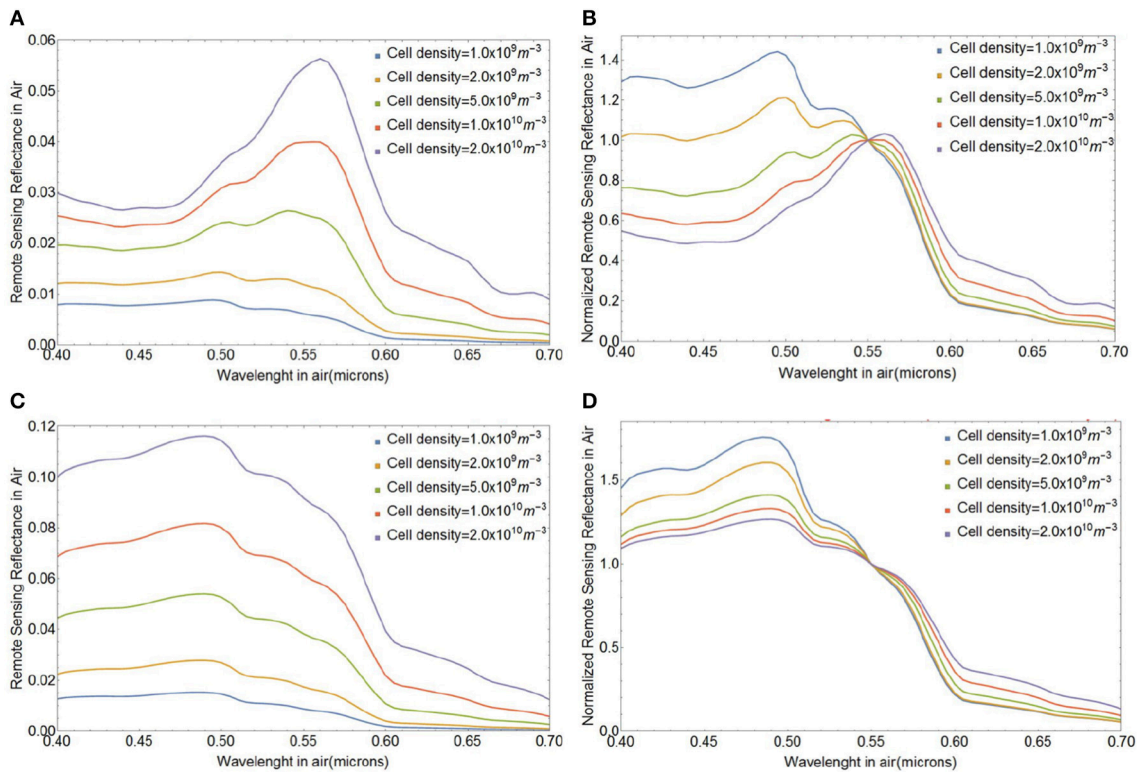 A
Remote Sensing Reflectance in Air
0.06
0.05
0.04
0.03
0.02
0.01
0.00
Cell density=1.0x10⁹m⁻³
Cell density=2.0x10⁹m⁻³
Cell density=5.0x10⁹m⁻³
Cell density=1.0x10¹⁰m⁻³
Cell density=2.0x10¹⁰m⁻³
0.40 0.45 0.50 0.55 0.60 0.65 0.70
Wavelenght in air(microns)
B
Normalized Remote Sensing Reflectance in Air
1.4
1.2
1.0
0.8
0.6
0.4
0.2
0.0
Cell density=1.0x10⁹m⁻³
Cell density=2.0x10⁹m⁻³
Cell density=5.0x10⁹m⁻³
Cell density=1.0x10¹⁰m⁻³
Cell density=2.0x10¹⁰m⁻³
0.40 0.45 0.50 0.55 0.60 0.65 0.70
Wavelenght in air(microns)
C
Remote Sensing Reflectance in Air
0.12
0.10
0.08
0.06
0.04
0.02
0.00
Cell density=1.0x10⁹m⁻³
Cell density=2.0x10⁹m⁻³
Cell density=5.0x10⁹m⁻³
Cell density=1.0x10¹⁰m⁻³
Cell density=2.0x10¹⁰m⁻³
0.40 0.45 0.50 0.55 0.60 0.65 0.70
Wavelenght in air(microns)
D
Normalized Remote Sensing Reflectance in Air
1.5
1.0
0.5
0.0
Cell density=1.0x10⁹m⁻³
Cell density=2.0x10⁹m⁻³
Cell density=5.0x10⁹m⁻³
Cell density=1.0x10¹⁰m⁻³
Cell density=2.0x10¹⁰m⁻³
0.40 0.45 0.50 0.55 0.60 0.65 0.70
Wavelenght in air(microns)